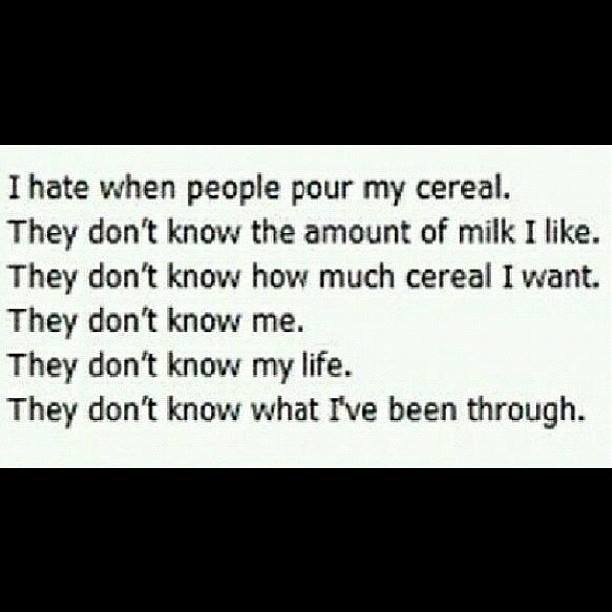 I hate when people pour my cereal.
They don't know the amount of milk I like.
They don't know how much cereal I want.
They don't know me.
They don't know my life.
They don't know what I've been through.